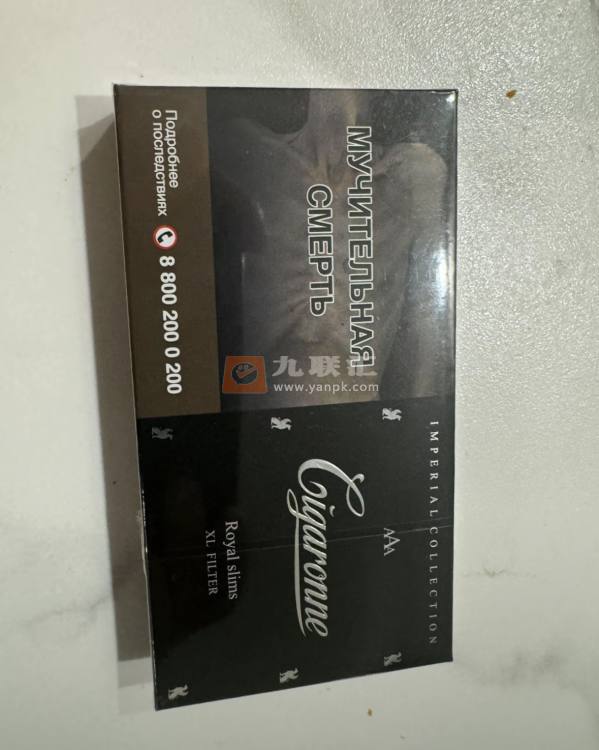 МУЧИТЕЛЬНАЯ
СМЕРТЬ
Подробнее
о последствиях
8 800 200 0 200
九联汇
www.yanpk.com
IMPERIAL COLLECTION
Cigaronne
Royal slims
XL FILTER